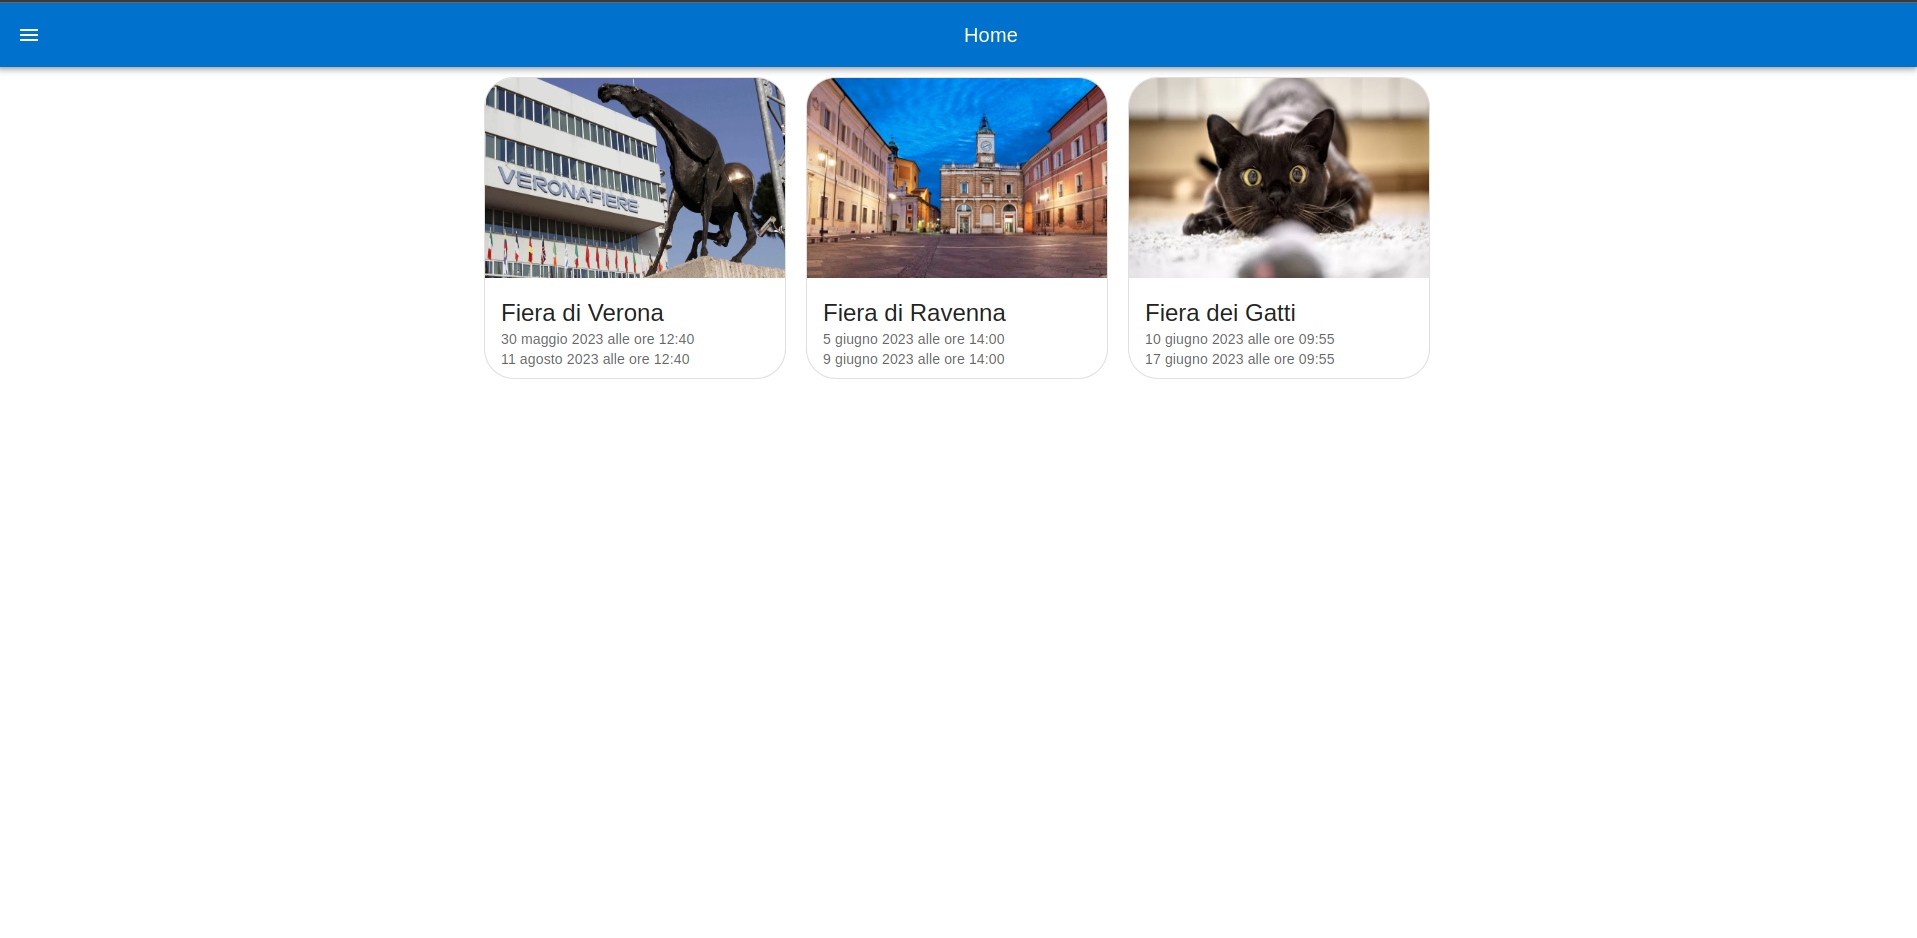 Home
VERONAFIERE
Fiera di Verona
30 maggio 2023 alle ore 12:40
11 agosto 2023 alle ore 12:40
Fiera di Ravenna
5 giugno 2023 alle ore 14:00
9 giugno 2023 alle ore 14:00
Fiera dei Gatti
10 giugno 2023 alle ore 09:55
17 giugno 2023 alle ore 09:55